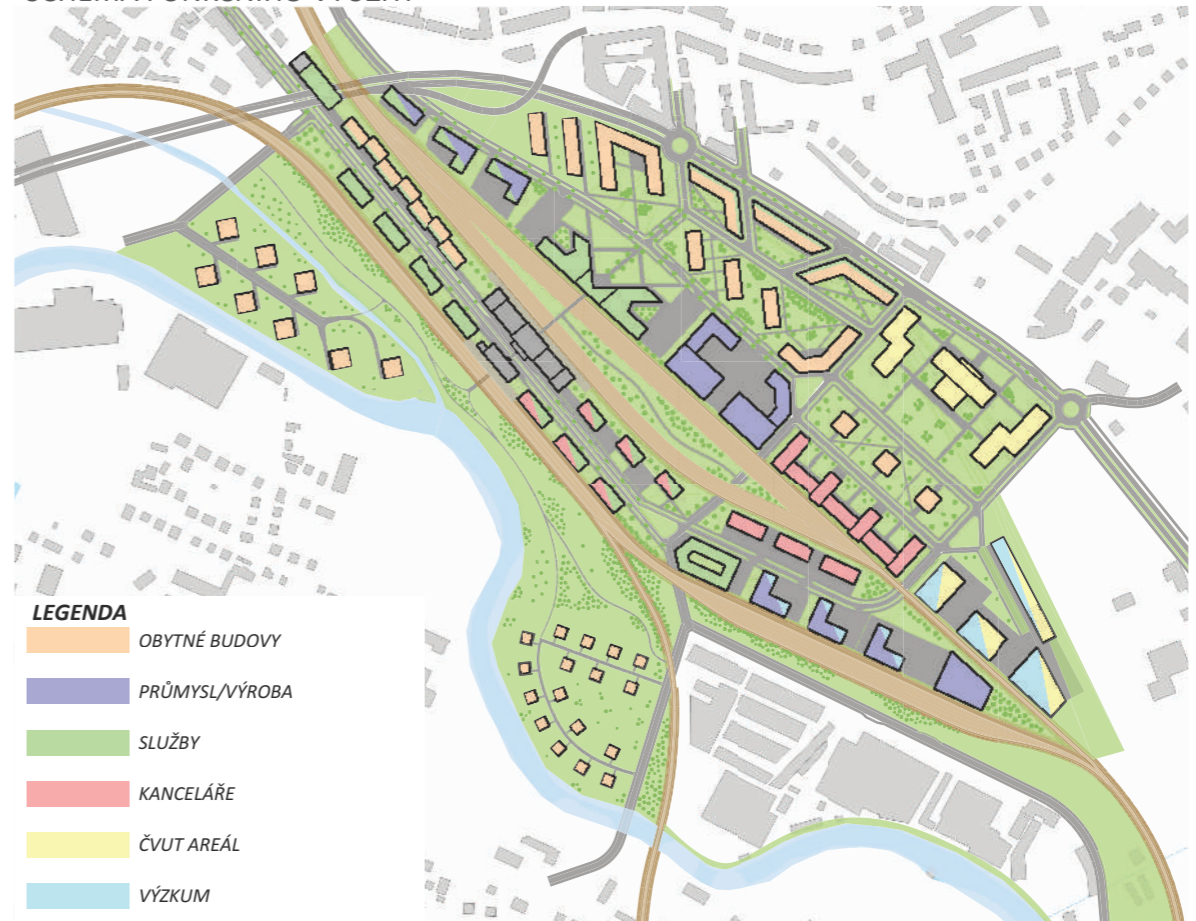 LEGENDA
OBYTNÉ BUDOVY
PRŮMYSL/VÝROBA
SLUŽBY
KANCELÁŘE
ČVUT AREÁL
VÝZKUM